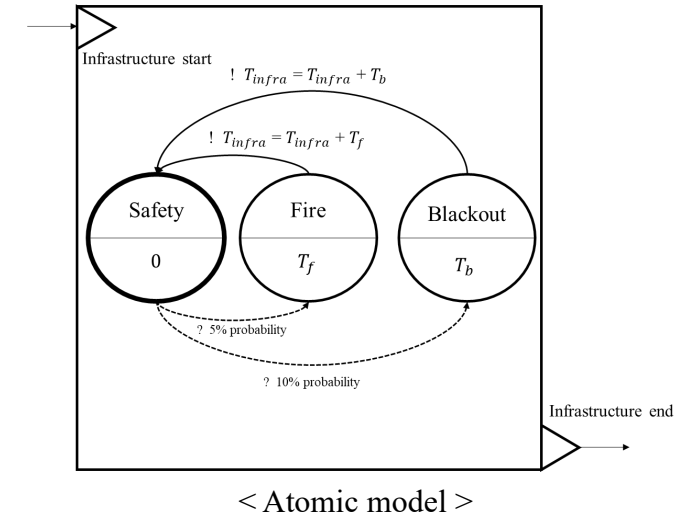 Infrastructure start
! T_infra = T_infra + T_b
! T_infra = T_infra + T_f
Safety
Fire
Blackout
0
T_f
T_b
? 5% probability
? 10% probability
Infrastructure end
< Atomic model >